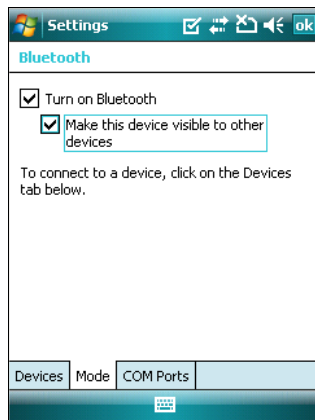 Settings ok
Bluetooth
Turn on Bluetooth
Make this device visible to other
devices
To connect to a device, click on the Devices
tab below.
Devices Mode COM Ports